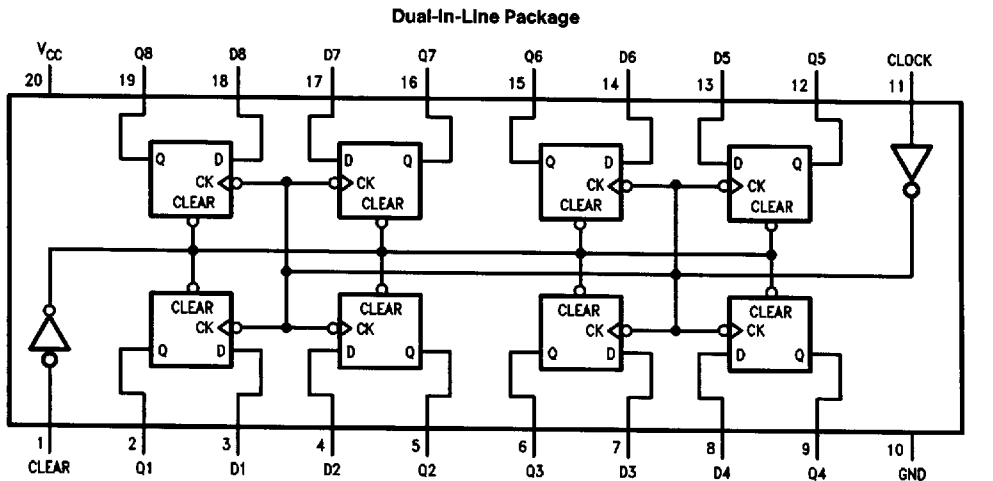 Dual-In-Line Package
VCC Q8 D8 D7 Q7 Q6 D6 D5 Q5 CLOCK
20 19 18 17 16 15 14 13 12 11
Q D D Q Q D D Q
CK CK CK CK
CLEAR CLEAR CLEAR CLEAR
CLEAR CLEAR CLEAR CLEAR
CK CK CK CK
Q D D Q Q D D Q
1 2 3 4 5 6 7 8 9 10
CLEAR Q1 D1 D2 Q2 Q3 D3 D4 Q4 GND